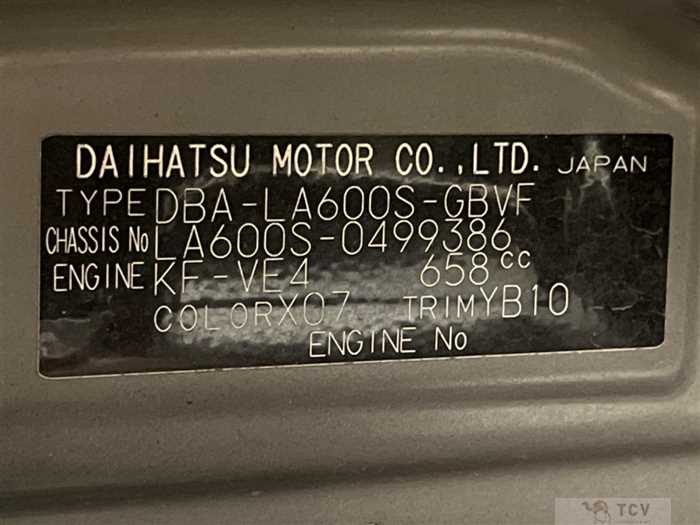 DAIHATSU MOTOR CO.,LTD. JAPAN
TYPE DBA-LA600S-GBVF
CHASSIS No LA600S-0499386
ENGINE KF-VE4 658cc
COLOR X07 TRIM YB10
ENGINE No
TCV